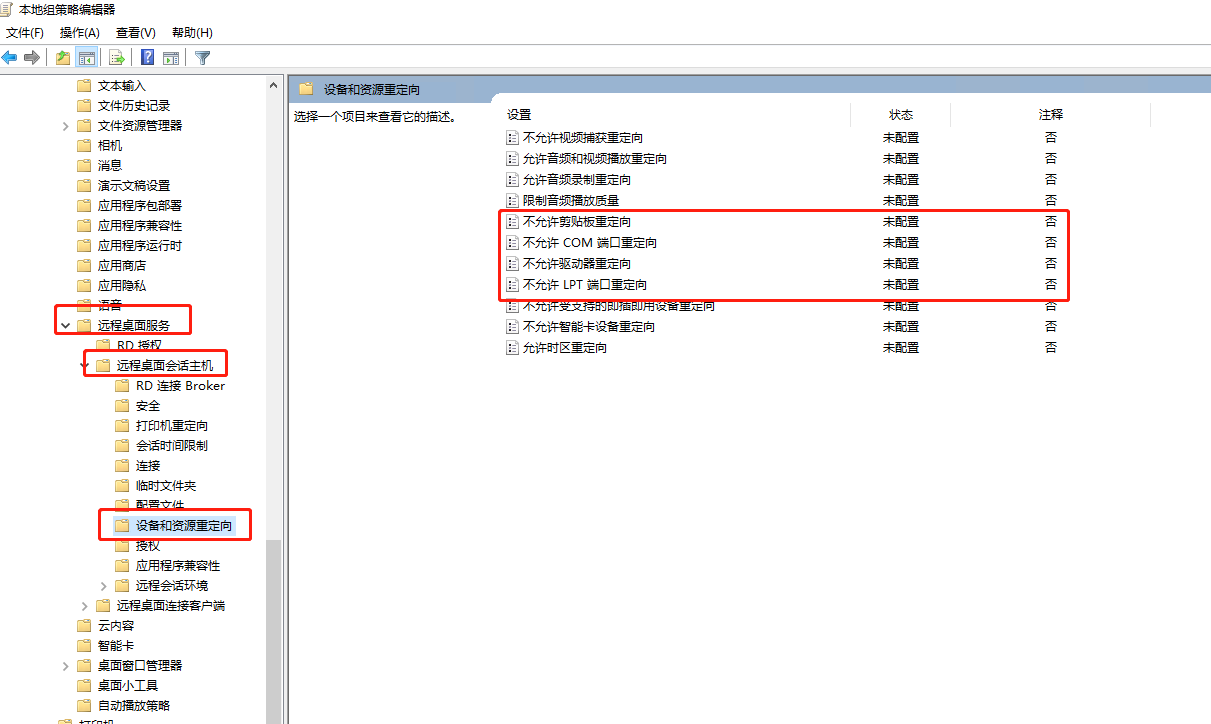 本地组策略编辑器
文件(F) 操作(A) 查看(V) 帮助(H)
文本输入
文件历史记录
文件资源管理器
相机
消息
演示文稿设置
应用程序包部署
应用程序兼容性
应用程序运行时
应用商店
应用隐私
语音
远程桌面服务
RD 授权
远程桌面会话主机
RD 连接 Broker
安全
打印机重定向
会话时间限制
连接
临时文件夹
配置文件
设备和资源重定向
授权
应用程序兼容性
远程会话环境
远程桌面连接客户端
云内容
智能卡
桌面窗口管理器
桌面小工具
自动播放策略
打印机
设备和资源重定向
选择一个项目来查看它的描述。
设置 状态 注释
不允许视频捕获重定向 未配置 否
允许音频和视频播放重定向 未配置 否
允许音频录制重定向 未配置 否
限制音频播放质量 未配置 否
不允许剪贴板重定向 未配置 否
不允许 COM 端口重定向 未配置 否
不允许驱动器重定向 未配置 否
不允许 LPT 端口重定向 未配置 否
不允许受支持的即插即用设备重定向 未配置 否
不允许智能卡设备重定向 未配置 否
允许时区重定向 未配置 否